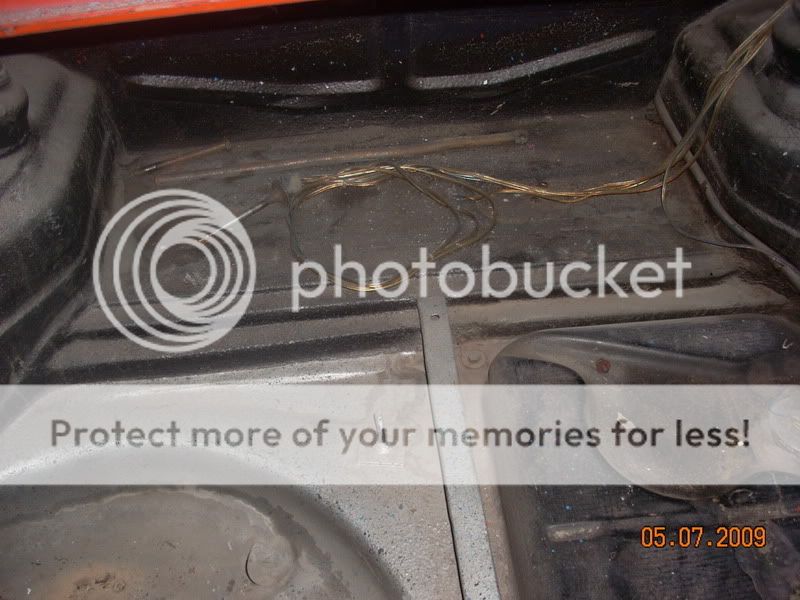 photobucket
Protect more of your memories for less!
05.07.2009